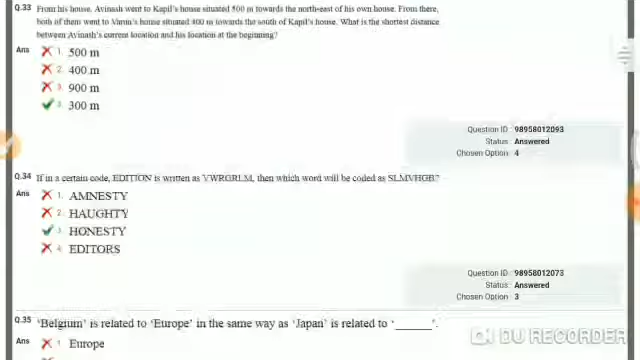 Q.33 From his house, Avinash went to Kapil's house situated 500 m towards the north-east of his own house. From there,
both of them went to Varun's house situated 400 m towards the south of Kapil's house. What is the shortest distance
between Avinash's current location and his location at the beginning?
Ans 1. 500 m
2. 400 m
3. 900 m
3. 300 m
Question ID : 98958012093
Status : Answered
Chosen Option : 4
Q.34 If in a certain code, EDITION is written as VWRGRLM, then which word will be coded as SLMVHGB?
Ans 1. AMNESTY
2. HAUGHTY
3. HONESTY
4. EDITORS
Question ID : 98958012073
Status : Answered
Chosen Option : 3
Q.35 'Belgium' is related to 'Europe' in the same way as 'Japan' is related to '______'.
DU RECORDER
Ans 1. Europe